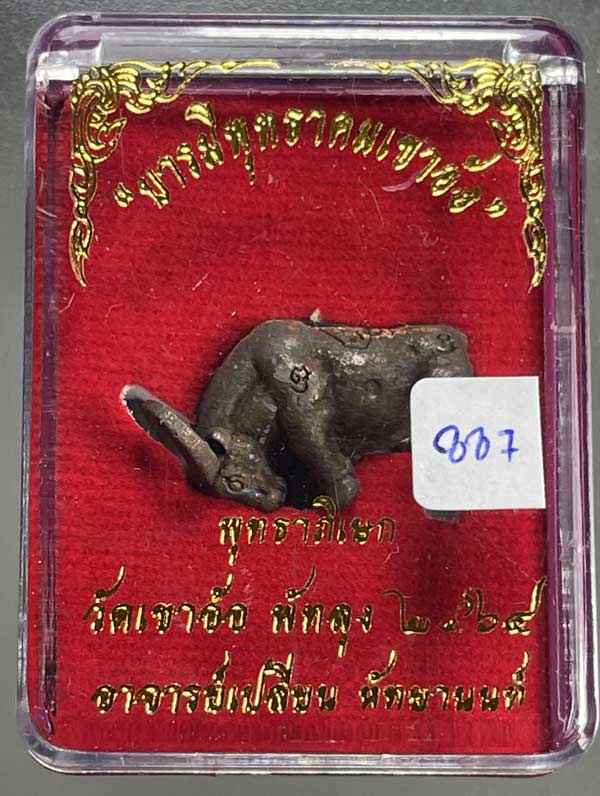 "บารมีพุทธาคมเขาอ้อ"
887
พุทธาภิเษก
วัดเขาอ้อ พัทลุง ๒๕๖๔
อาจารย์เปลี่ยน หัทยานนท์